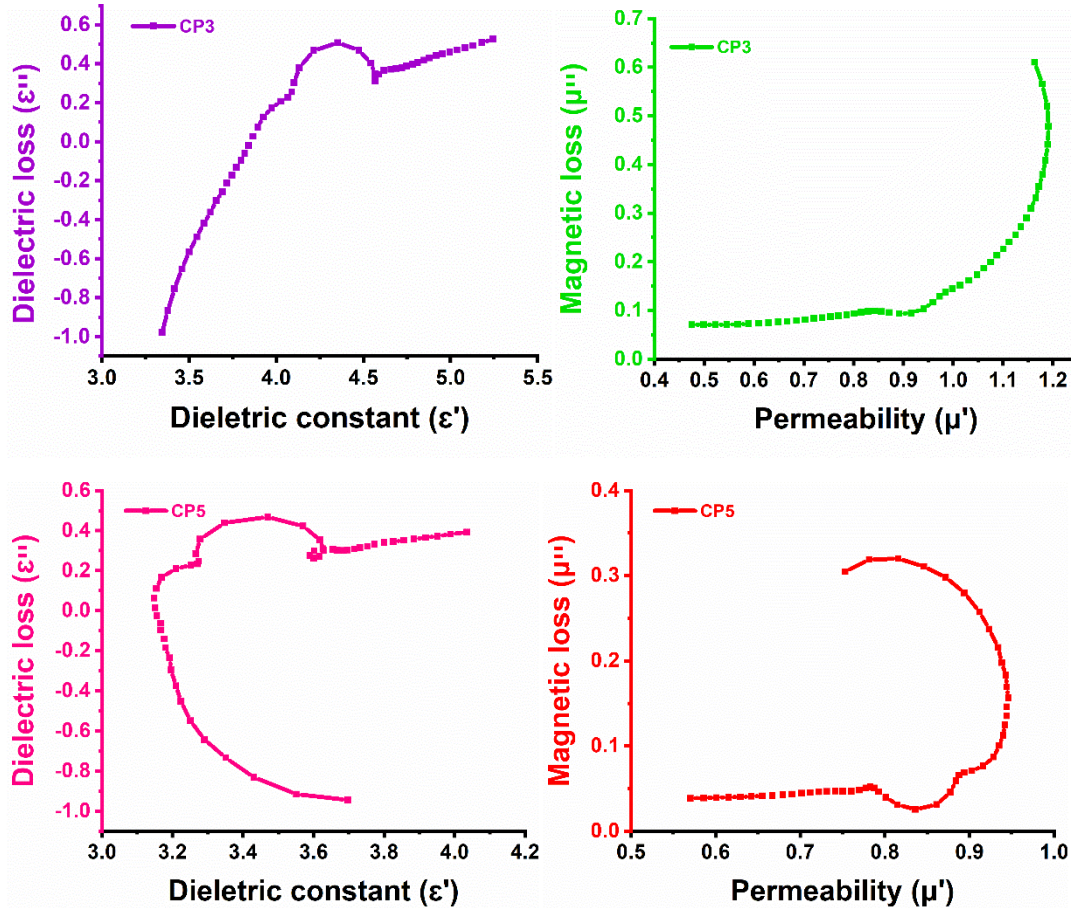 0.6
0.4
0.2
0.0
-0.2
-0.4
-0.6
-0.8
-1.0
Dielectric loss (ε'')
CP3
3.0 3.5 4.0 4.5 5.0 5.5
Dieletric constant (ε')
0.7
0.6
0.5
0.4
0.3
0.2
0.1
0.0
Magnetic loss (µ'')
CP3
0.4 0.5 0.6 0.7 0.8 0.9 1.0 1.1 1.2
Permeability (µ')
0.6
0.4
0.2
0.0
-0.2
-0.4
-0.6
-0.8
-1.0
Dielectric loss (ε'')
CP5
3.0 3.2 3.4 3.6 3.8 4.0 4.2
Dieletric constant (ε')
0.4
0.3
0.2
0.1
0.0
Magnetic loss (µ'')
CP5
0.5 0.6 0.7 0.8 0.9 1.0
Permeability (µ')